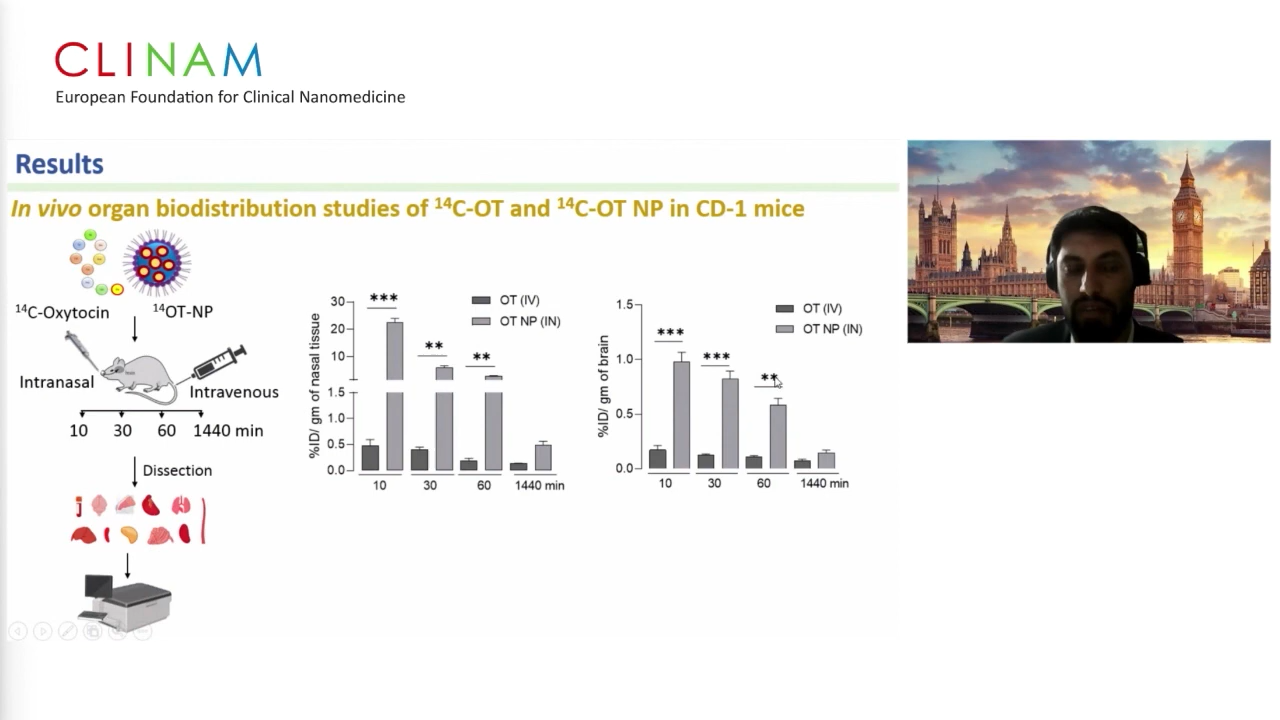 CLINAM
European Foundation for Clinical Nanomedicine
Results
In vivo organ biodistribution studies of ¹⁴C-OT and ¹⁴C-OT NP in CD-1 mice
¹⁴C-Oxytocin
¹⁴OT-NP
Intranasal
Intravenous
10 30 60 1440 min
Dissection
%ID/ gm of nasal tissue
30
20
10
1.5
1.0
0.5
0.0
***
**
**
OT (IV)
OT NP (IN)
10 30 60 1440 min
%ID/ gm of brain
1.5
1.0
0.5
0.0
***
***
**
OT (IV)
OT NP (IN)
10 30 60 1440 min